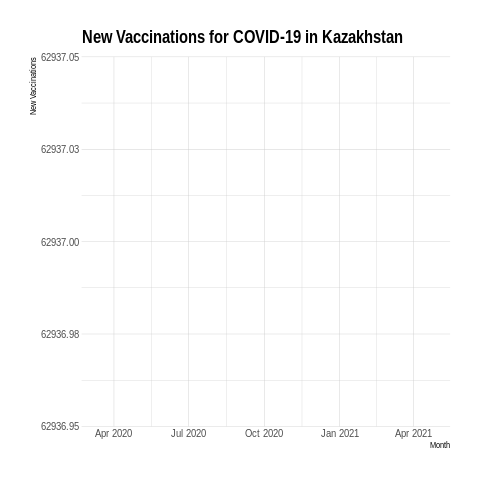 New Vaccinations for COVID-19 in Kazakhstan
New Vaccinations
62937.05
62937.03
62937.00
62936.98
62936.95
Apr 2020 Jul 2020 Oct 2020 Jan 2021 Apr 2021
Month